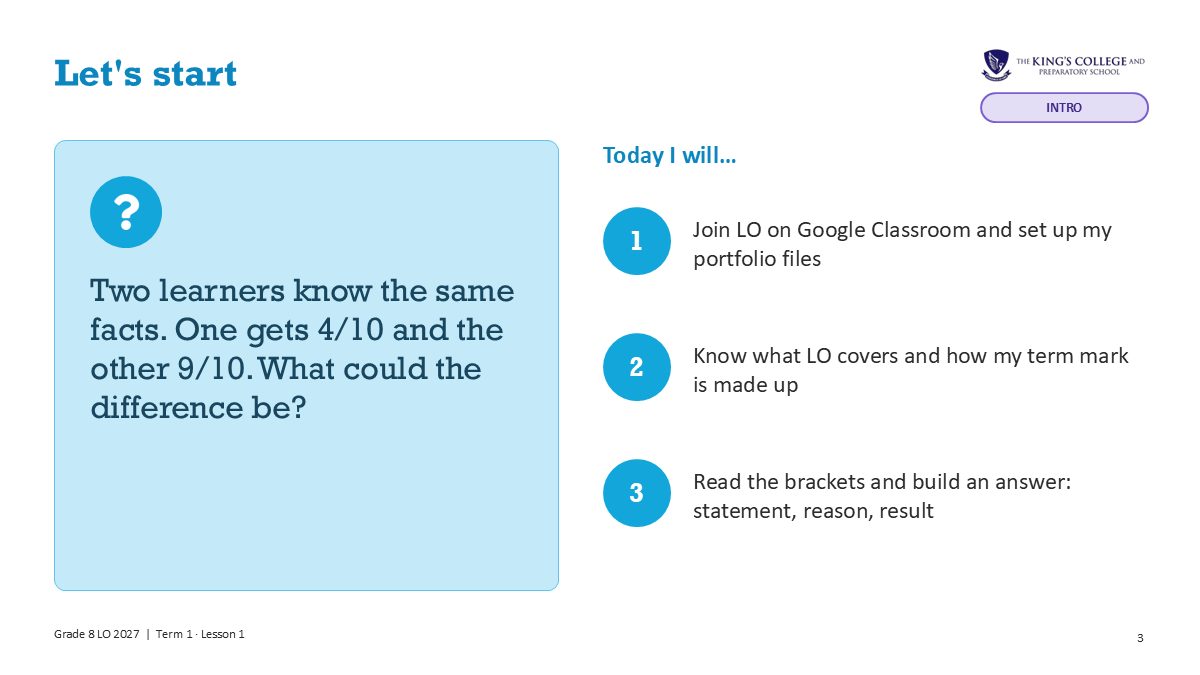 Let's start
THE KING'S COLLEGE AND
PREPARATORY SCHOOL
INTRO
?
Two learners know the same
facts. One gets 4/10 and the
other 9/10. What could the
difference be?
Today I will...
1
Join LO on Google Classroom and set up my
portfolio files
2
Know what LO covers and how my term mark
is made up
3
Read the brackets and build an answer:
statement, reason, result
Grade 8 LO 2027 | Term 1 · Lesson 1
3